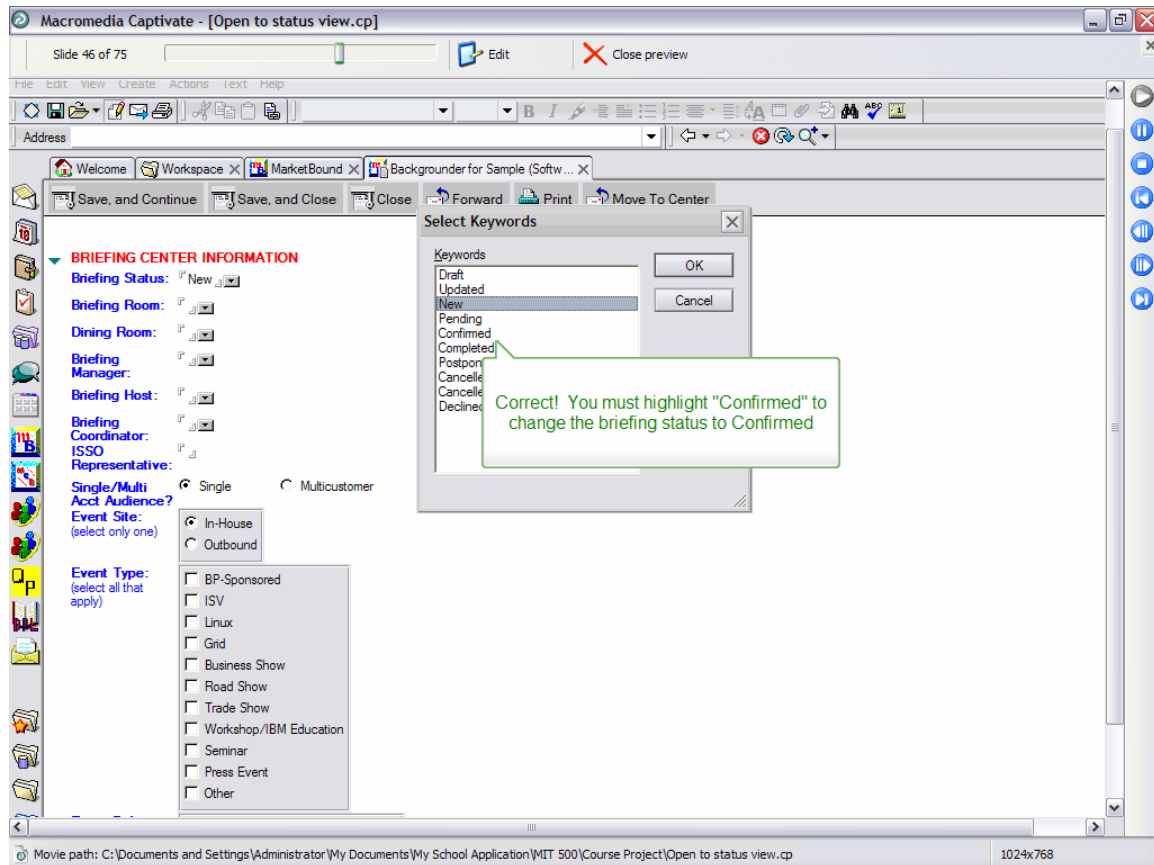 Macromedia Captivate - [Open to status view.cp]
Slide 46 of 75
Edit
Close preview
File Edit View Create Actions Text Help
B I
Address
Welcome
Workspace
MarketBound
Backgrounder for Sample (Softw ...
Save, and Continue
Save, and Close
Close
Forward
Print
Move To Center
Select Keywords
Keywords
Draft
Updated
New
Pending
Confirmed
Completed
OK
Cancel
Correct! You must highlight "Confirmed" to
change the briefing status to Confirmed
BRIEFING CENTER INFORMATION
Briefing Status: New
Briefing Room:
Dining Room:
Briefing
Manager:
Briefing Host:
Briefing
Coordinator:
ISSO
Representative:
Single/Multi
Acct Audience?
Single
Multicustomer
Event Site:
(select only one)
In-House
Outbound
Event Type:
(select all that
apply)
BP-Sponsored
ISV
Linux
Grid
Business Show
Road Show
Trade Show
Workshop/IBM Education
Seminar
Press Event
Other
Movie path: C:\Documents and Settings\Administrator\My Documents\My School Application\MIT 500\Course Project\Open to status view.cp
1024x768